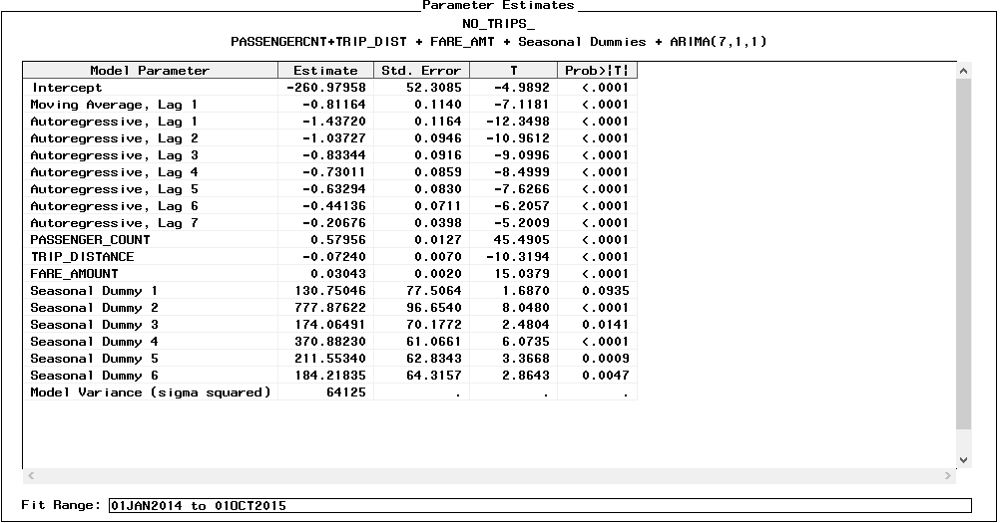 Parameter Estimates
NO_TRIPS_
PASSENGERCNT+TRIP_DIST + FARE_AMT + Seasonal Dummies + ARIMA(7,1,1)
Model Parameter Estimate Std. Error T Prob>|T|
Intercept -260.97958 52.3085 -4.9892 <.0001
Moving Average, Lag 1 -0.81164 0.1140 -7.1181 <.0001
Autoregressive, Lag 1 -1.43720 0.1164 -12.3498 <.0001
Autoregressive, Lag 2 -1.03727 0.0946 -10.9612 <.0001
Autoregressive, Lag 3 -0.83344 0.0916 -9.0996 <.0001
Autoregressive, Lag 4 -0.73011 0.0859 -8.4999 <.0001
Autoregressive, Lag 5 -0.63294 0.0830 -7.6266 <.0001
Autoregressive, Lag 6 -0.44136 0.0711 -6.2057 <.0001
Autoregressive, Lag 7 -0.20676 0.0398 -5.2009 <.0001
PASSENGER_COUNT 0.57956 0.0127 45.4905 <.0001
TRIP_DISTANCE -0.07240 0.0070 -10.3194 <.0001
FARE_AMOUNT 0.03043 0.0020 15.0379 <.0001
Seasonal Dummy 1 130.75046 77.5064 1.6870 0.0935
Seasonal Dummy 2 777.87622 96.6540 8.0480 <.0001
Seasonal Dummy 3 174.06491 70.1772 2.4804 0.0141
Seasonal Dummy 4 370.88230 61.0661 6.0735 <.0001
Seasonal Dummy 5 211.55340 62.8343 3.3668 0.0009
Seasonal Dummy 6 184.21835 64.3157 2.8643 0.0047
Model Variance (sigma squared) 64125 . . .
Fit Range: 01JAN2014 to 01OCT2015